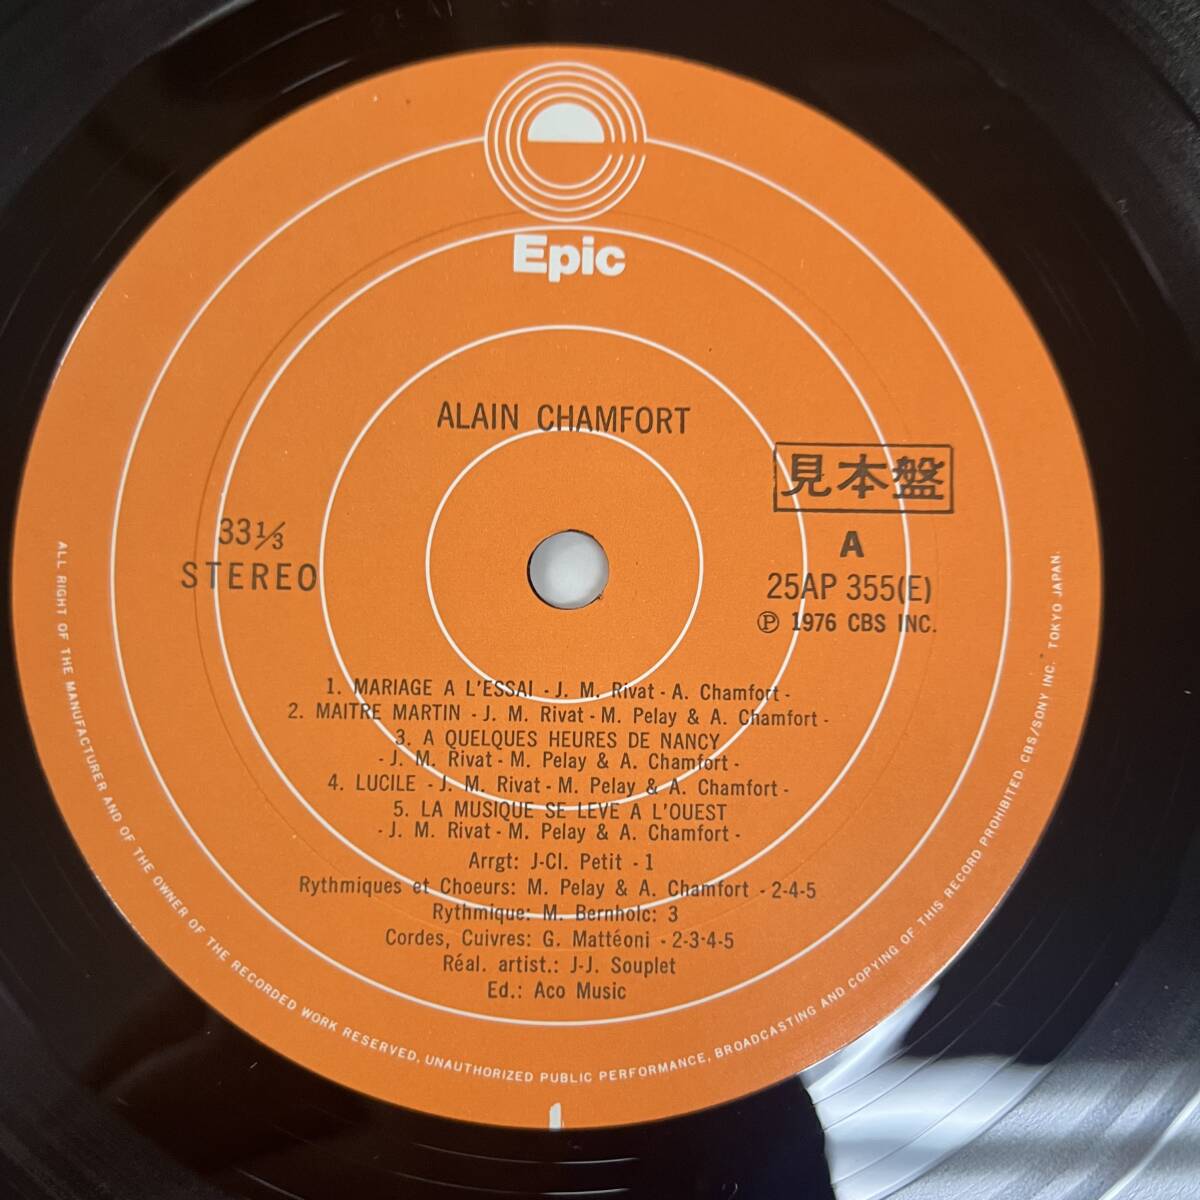 Epic
ALAIN CHAMFORT
見本盤
33⅓
STEREO
A
25AP 355(E)
℗ 1976 CBS INC.
1. MARIAGE A L'ESSAI - J. M. Rivat - A. Chamfort -
2. MAITRE MARTIN - J. M. Rivat - M. Pelay & A. Chamfort -
3. A QUELQUES HEURES DE NANCY
- J. M. Rivat - M. Pelay & A. Chamfort -
4. LUCILE - J. M. Rivat - M. Pelay & A. Chamfort -
5. LA MUSIQUE SE LEVE A L'OUEST
- J. M. Rivat - M. Pelay & A. Chamfort -
Arrgt: J-Cl. Petit - 1
Rythmiques et Choeurs: M. Pelay & A. Chamfort - 2-4-5
Rythmique: M. Bernholc: 3
Cordes, Cuivres: G. Mattéoni - 2-3-4-5
Réal. artist.: J-J. Souplet
Ed.: Aco Music
ALL RIGHT OF THE MANUFACTURER AND OF THE OWNER OF THE RECORDED WORK RESERVED, UNAUTHORIZED PUBLIC PERFORMANCE, BROADCASTING AND COPYING OF THIS RECORD PROHIBITED. CBS/SONY INC. TOKYO JAPAN.